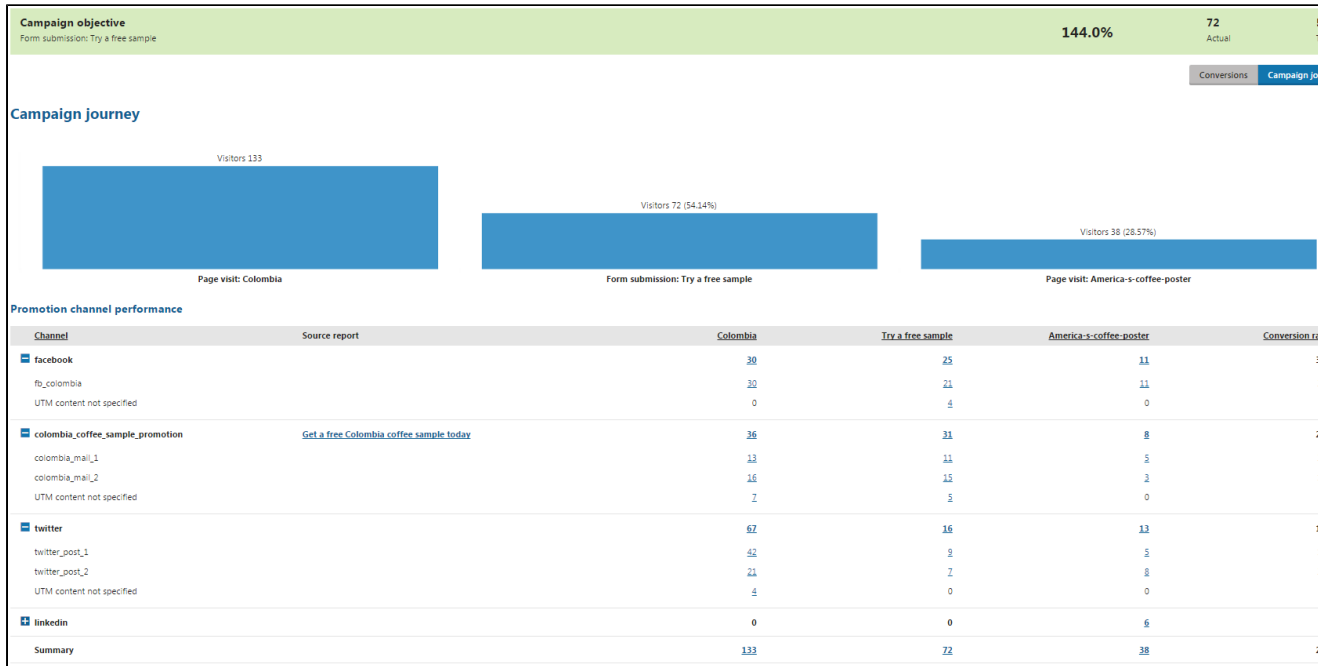 Campaign objective
Form submission: Try a free sample
144.0%
72
Actual
Conversions
Campaign
Campaign journey
Visitors 133
Visitors 72 (54.14%)
Visitors 38 (28.57%)
Page visit: Colombia
Form submission: Try a free sample
Page visit: America-s-coffee-poster
Promotion channel performance
Channel Source report Colombia Try a free sample America-s-coffee-poster Conversion
facebook 30 25 11
fb_colombia 30 21 11
UTM content not specified 0 4 0
colombia_coffee_sample_promotion Get a free Colombia coffee sample today 36 31 8
colombia_mail_1 13 11 5
colombia_mail_2 16 15 3
UTM content not specified 7 5 0
twitter 67 16 13
twitter_post_1 42 9 5
twitter_post_2 21 7 8
UTM content not specified 4 0 0
linkedin 0 0 6
Summary 133 72 38